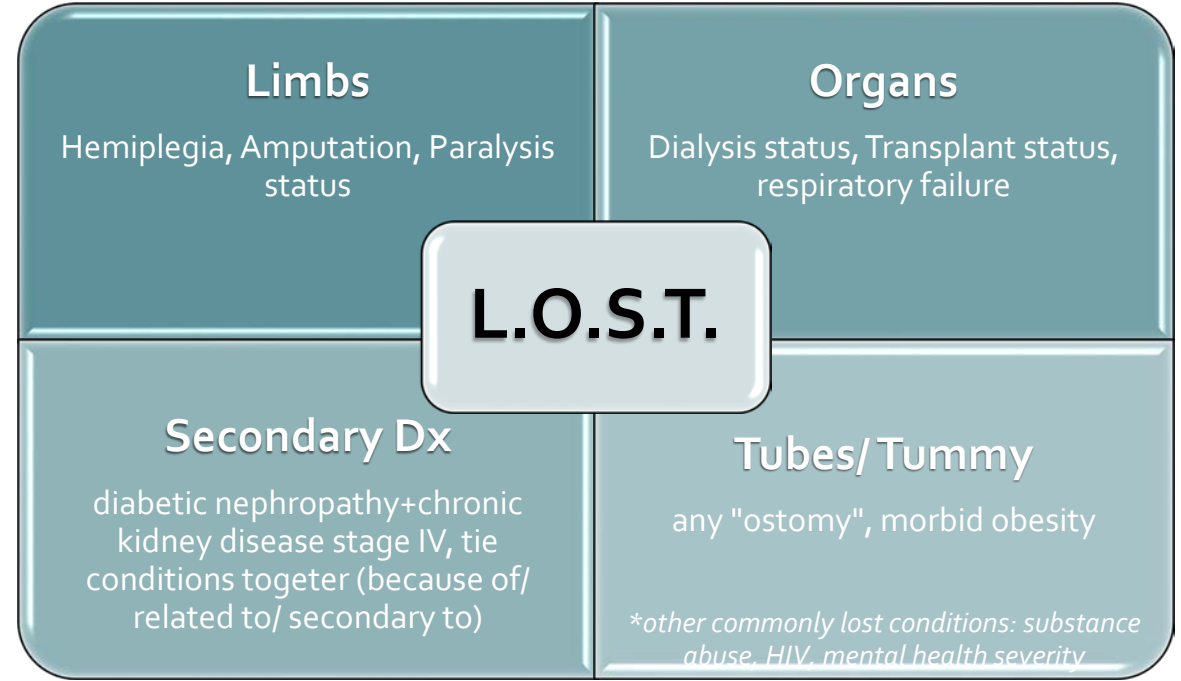 Limbs
Hemiplegia, Amputation, Paralysis
status
Organs
Dialysis status, Transplant status,
respiratory failure
L.O.S.T.
Secondary Dx
diabetic nephropathy+chronic
kidney disease stage IV, tie
conditions togeter (because of/
related to/ secondary to)
Tubes/ Tummy
any "ostomy", morbid obesity
*other commonly lost conditions: substance
abuse, HIV, mental health severity